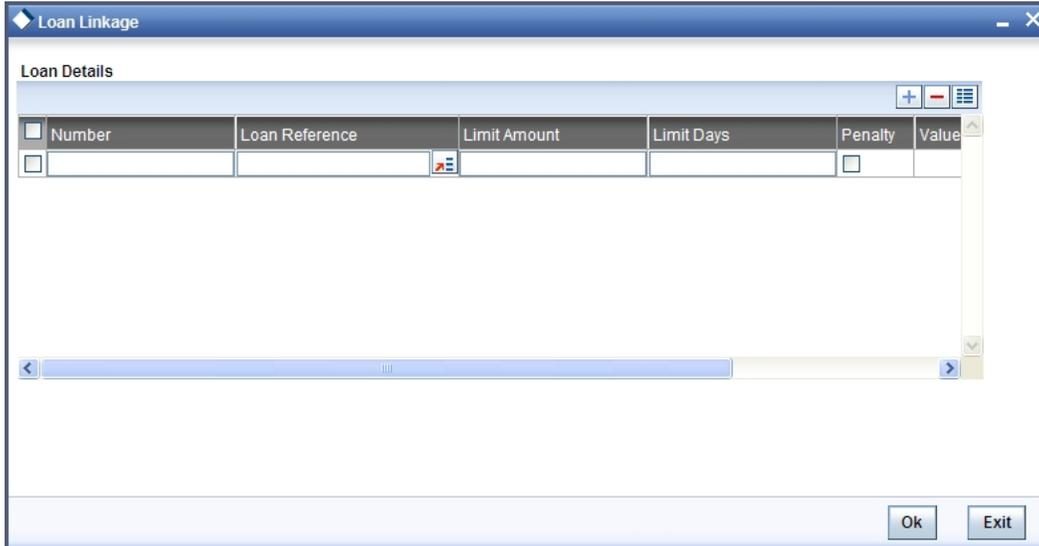 Loan Linkage
Loan Details
Number Loan Reference Limit Amount Limit Days Penalty Value
Ok Exit